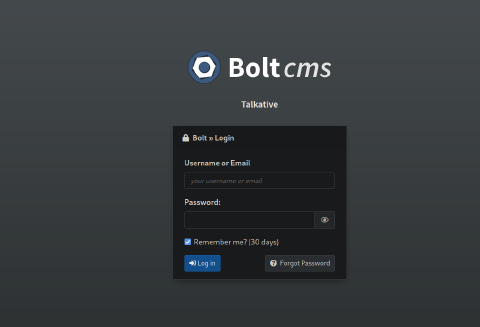 Bolt cms
Talkative
Bolt » Login
Username or Email
your username or email
Password:
Remember me? (30 days)
Log in
Forgot Password